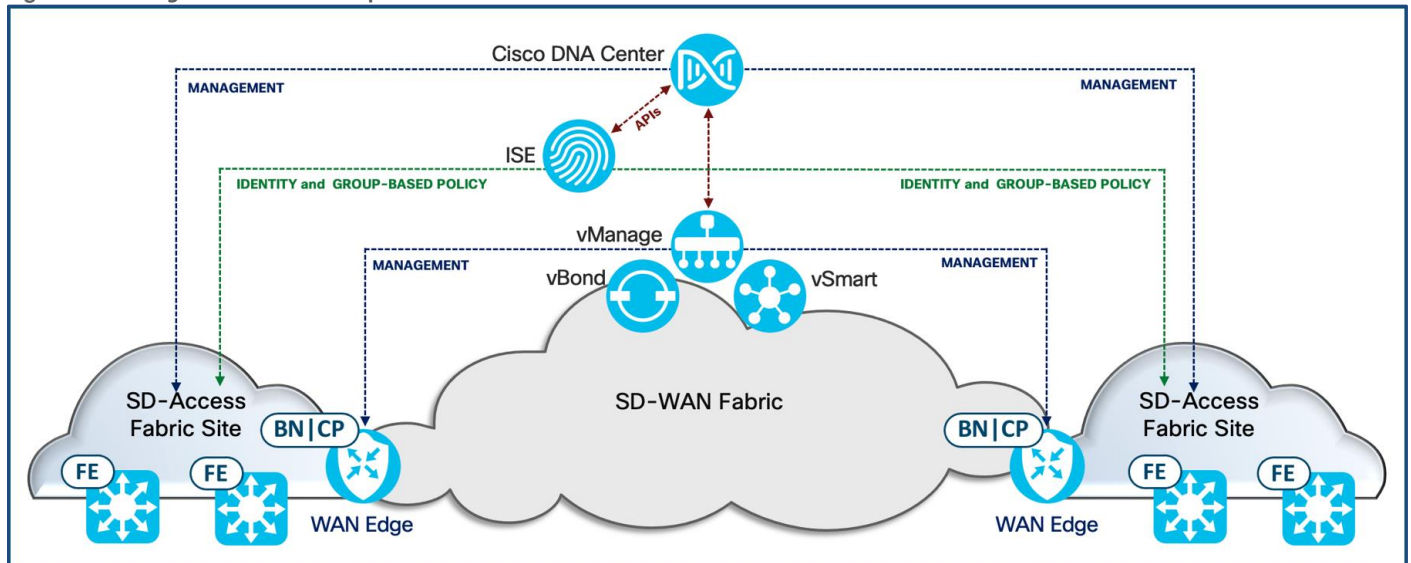 Cisco DNA Center
MANAGEMENT
MANAGEMENT
APIs
ISE
IDENTITY and GROUP-BASED POLICY
IDENTITY and GROUP-BASED POLICY
vManage
MANAGEMENT
MANAGEMENT
vBond
vSmart
SD-Access
Fabric Site
SD-WAN Fabric
SD-Access
Fabric Site
BN|CP
BN|CP
FE
FE
FE
FE
WAN Edge
WAN Edge